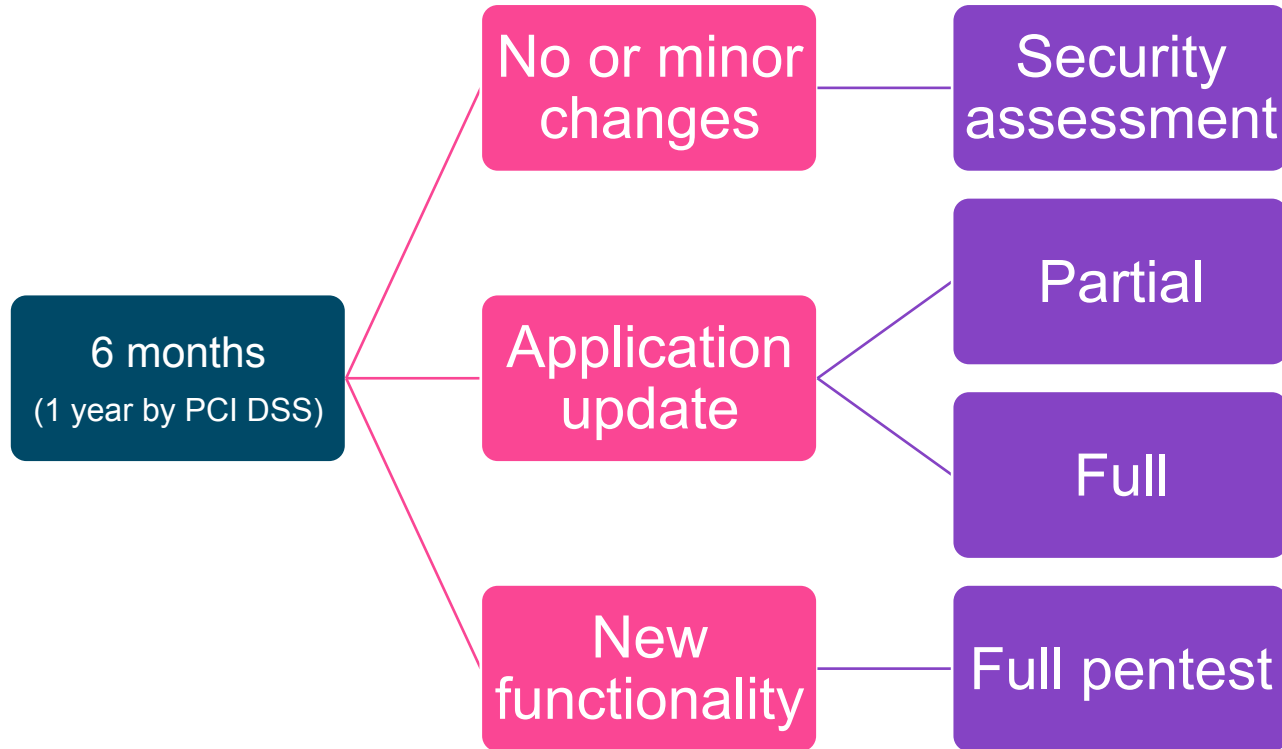 No or minor
changes
Security
assessment
6 months
(1 year by PCI DSS)
Application
update
Partial
Full
New
functionality
Full pentest